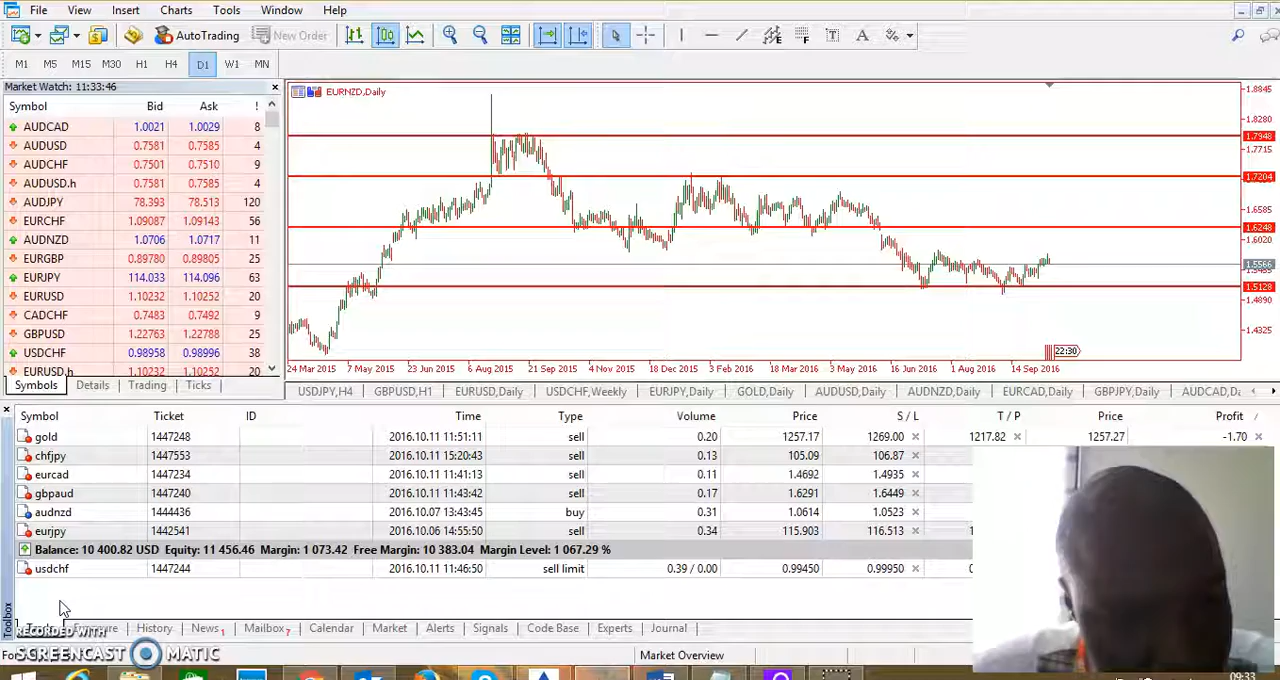 File View Insert Charts Tools Window Help
AutoTrading New Order
M1 M5 M15 M30 H1 H4 D1 W1 MN
Market Watch: 11:33:46
Symbol Bid Ask !
AUDCAD 1.0021 1.0029 8
AUDUSD 0.7581 0.7585 4
AUDCHF 0.7501 0.7510 9
AUDUSD.h 0.7581 0.7585 4
AUDJPY 78.393 78.513 120
EURCHF 1.09087 1.09143 56
AUDNZD 1.0706 1.0717 11
EURGBP 0.89780 0.89805 25
EURJPY 114.033 114.096 63
EURUSD 1.10232 1.10252 20
CADCHF 0.7483 0.7492 9
GBPUSD 1.22763 1.22788 25
USDCHF 0.98958 0.98996 38
EURUSD.h 1.10232 1.10252 20
Symbols Details Trading Ticks
EURNZD,Daily
1.8845
1.8280
1.7948
1.7715
1.7204
1.6585
1.6248
1.6020
1.5566
1.5128
1.4890
1.4325
22:30
24 Mar 2015 7 May 2015 23 Jun 2015 6 Aug 2015 21 Sep 2015 4 Nov 2015 18 Dec 2015 3 Feb 2016 18 Mar 2016 3 May 2016 16 Jun 2016 1 Aug 2016 14 Sep 2016
USDJPY,H4 GBPUSD,H1 EURUSD,Daily USDCHF,Weekly EURJPY,Daily GOLD,Daily AUDUSD,Daily AUDNZD,Daily EURCAD,Daily GBPJPY,Daily AUDCAD,Da
Symbol Ticket ID Time Type Volume Price S / L T / P Price Profit
gold 1447248 2016.10.11 11:51:11 sell 0.20 1257.17 1269.00 1217.82 1257.27 -1.70
chfjpy 1447553 2016.10.11 15:20:43 sell 0.13 105.09 106.87
eurcad 1447234 2016.10.11 11:41:13 sell 0.11 1.4692 1.4935
gbpaud 1447240 2016.10.11 11:43:42 sell 0.17 1.6291 1.6449
audnzd 1444436 2016.10.07 13:43:45 buy 0.31 1.0614 1.0523
eurjpy 1442541 2016.10.06 14:55:50 sell 0.34 115.903 116.513
Balance: 10 400.82 USD Equity: 11 456.46 Margin: 1 073.42 Free Margin: 10 383.04 Margin Level: 1 067.29 %
usdchf 1447244 2016.10.11 11:46:50 sell limit 0.39 / 0.00 0.99450 0.99950
Toolbox
History News 1 Mailbox 7 Calendar Market Alerts Signals Code Base Experts Journal
RECORDED WITH
SCREENCAST MATIC
Market Overview
09:33